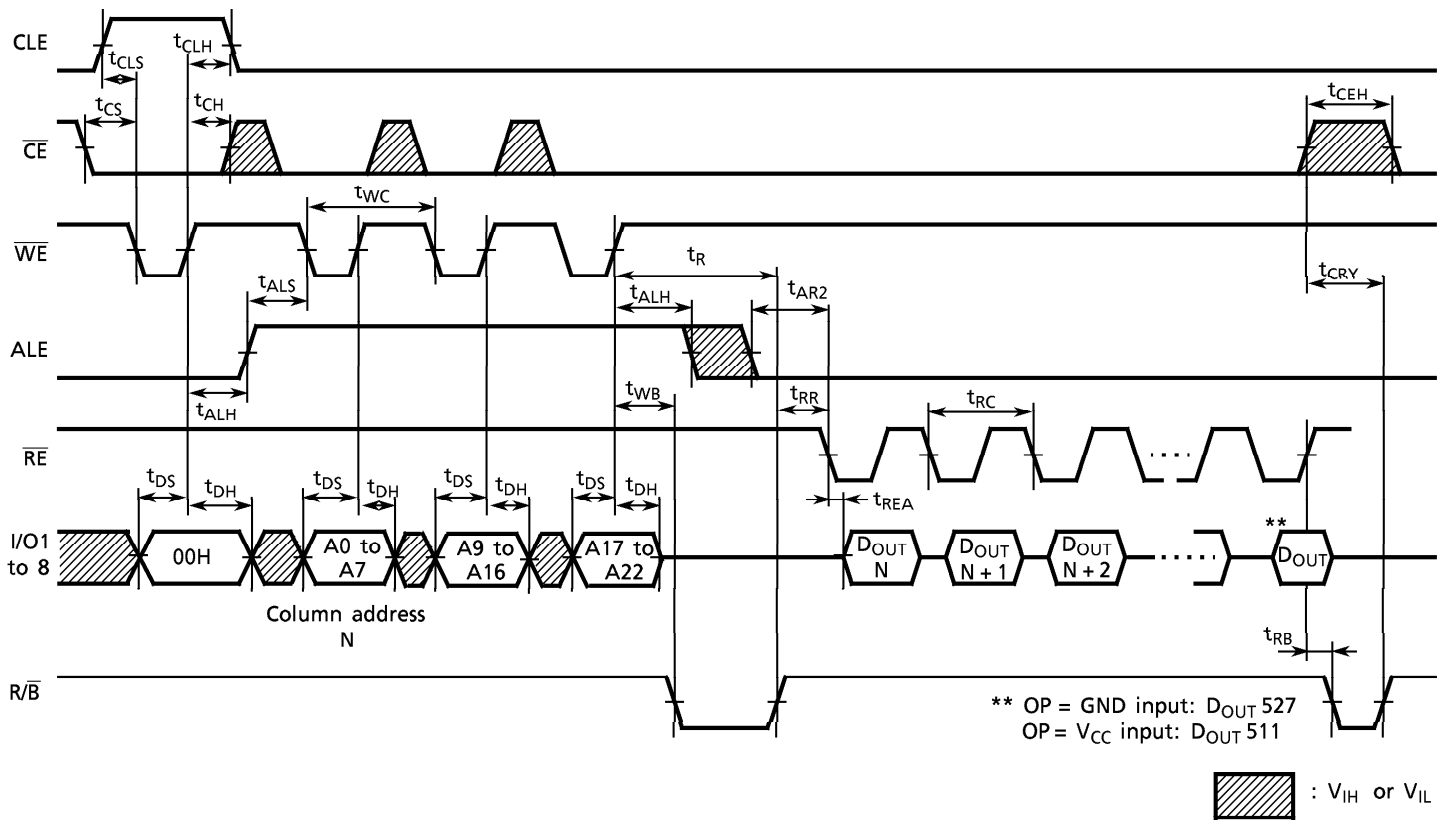 CLE
tCLS
tCLH
tCS
tCH
tCEH
CE
tWC
WE
tR
tCRY
tALS
tALH
tAR2
ALE
tALH
tWB
tRR
tRC
RE
tDS
tDH
tDS
tDH
tDS
tDH
tDS
tDH
tREA
I/O1
to 8
00H
A0 to
A7
A9 to
A16
A17 to
A22
DOUT
N
DOUT
N + 1
DOUT
N + 2
**
DOUT
Column address
N
tRB
R/B
** OP = GND input: DOUT 527
OP = VCC input: DOUT 511
: VIH or VIL